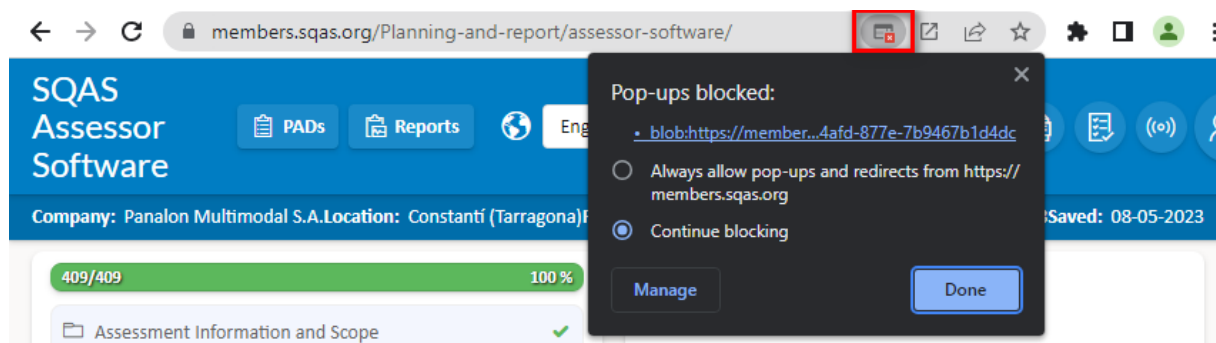 members.sqas.org/Planning-and-report/assessor-software/
SQAS
Assessor
Software
PADs
Reports
Eng
Pop-ups blocked:
• blob:https://member...4afd-877e-7b9467b1d4dc
Always allow pop-ups and redirects from https://
members.sqas.org
Continue blocking
Manage
Done
Company: Panalon Multimodal S.A.Location: Constantí (Tarragona)
Saved: 08-05-2023
409/409
100 %
Assessment Information and Scope